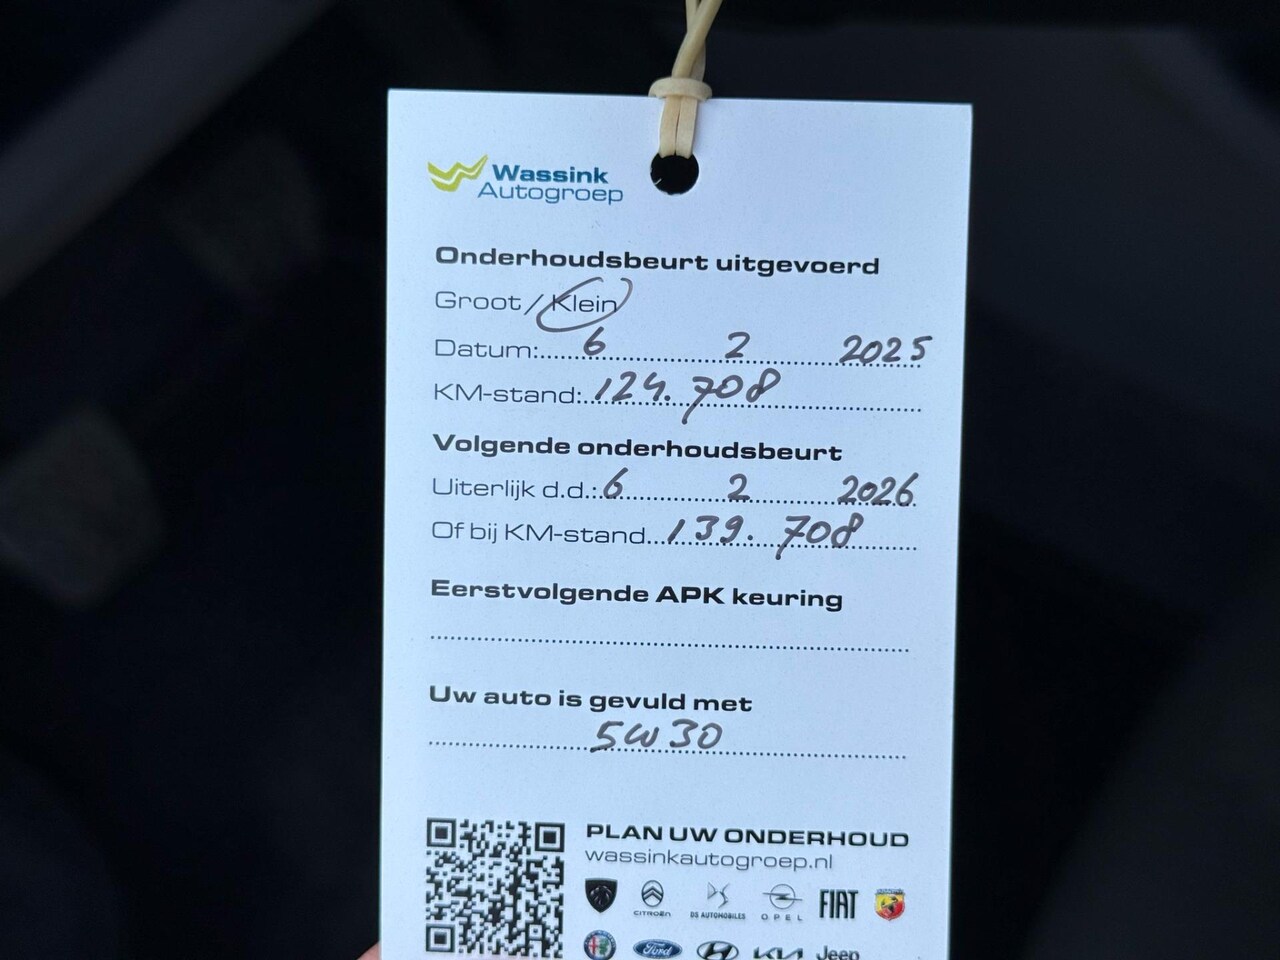 Wassink
Autogroep
Onderhoudsbeurt uitgevoerd
Groot / Klein
Datum:......6......2......2025
KM-stand:..124.708
Volgende onderhoudsbeurt
Uiterlijk d.d.:.6......2......2026
Of bij KM-stand...139.708
Eerstvolgende APK keuring
Uw auto is gevuld met
5W30
PLAN UW ONDERHOUD
wassinkautogroep.nl
CITROËN DS AUTOMOBILES OPEL FIAT
Ford KIA Jeep